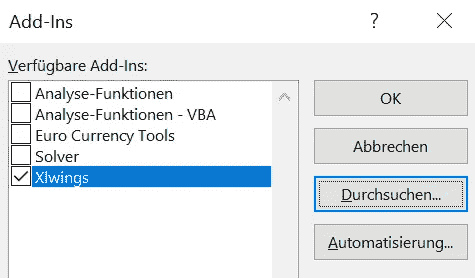 Add-Ins
?
Verfügbare Add-Ins:
Analyse-Funktionen
Analyse-Funktionen - VBA
Euro Currency Tools
Solver
Xlwings
OK
Abbrechen
Durchsuchen...
Automatisierung...